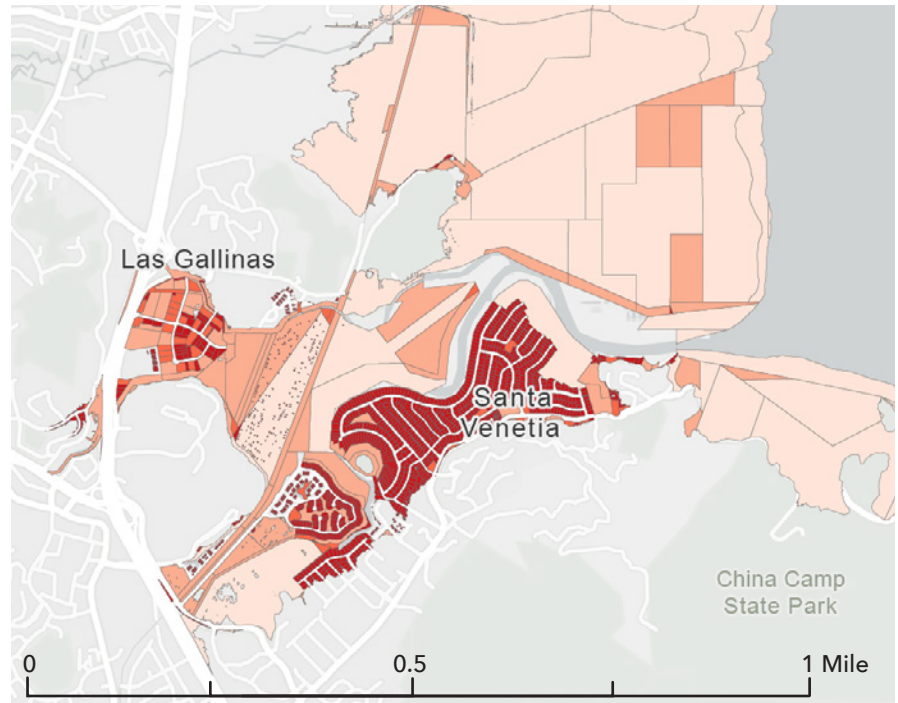 Las Gallinas
Santa
Venetia
China Camp
State Park
0 0.5 1 Mile